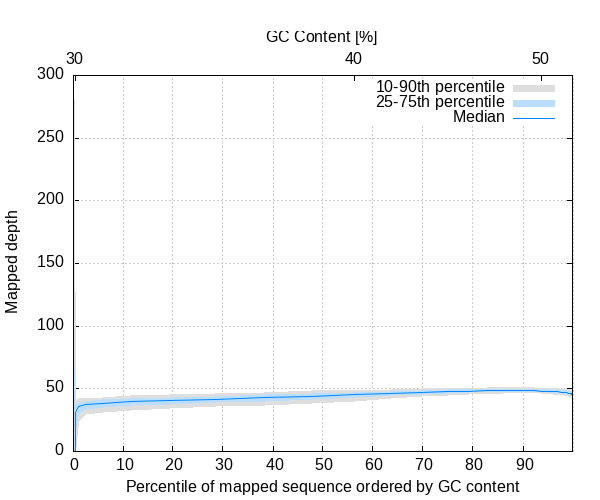 GC Content [%]
30 40 50
300
10-90th percentile
25-75th percentile
Median
250
200
150
100
50
0
Mapped depth
0 10 20 30 40 50 60 70 80 90
Percentile of mapped sequence ordered by GC content